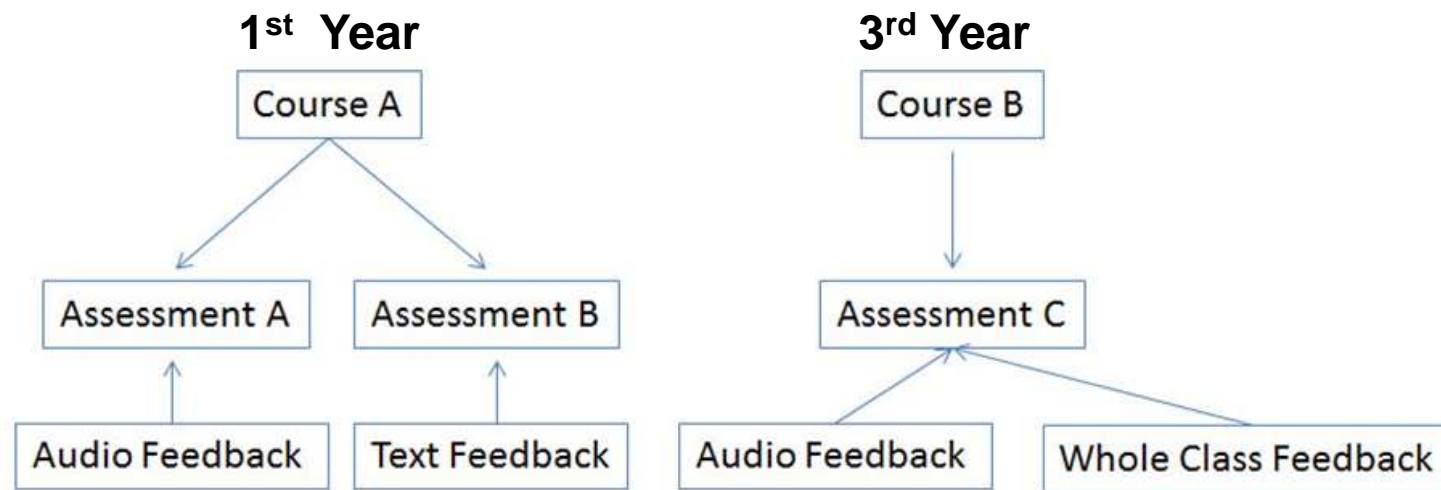 1st Year
3rd Year
Course A
Course B
Assessment A
Assessment B
Assessment C
Audio Feedback
Text Feedback
Audio Feedback
Whole Class Feedback